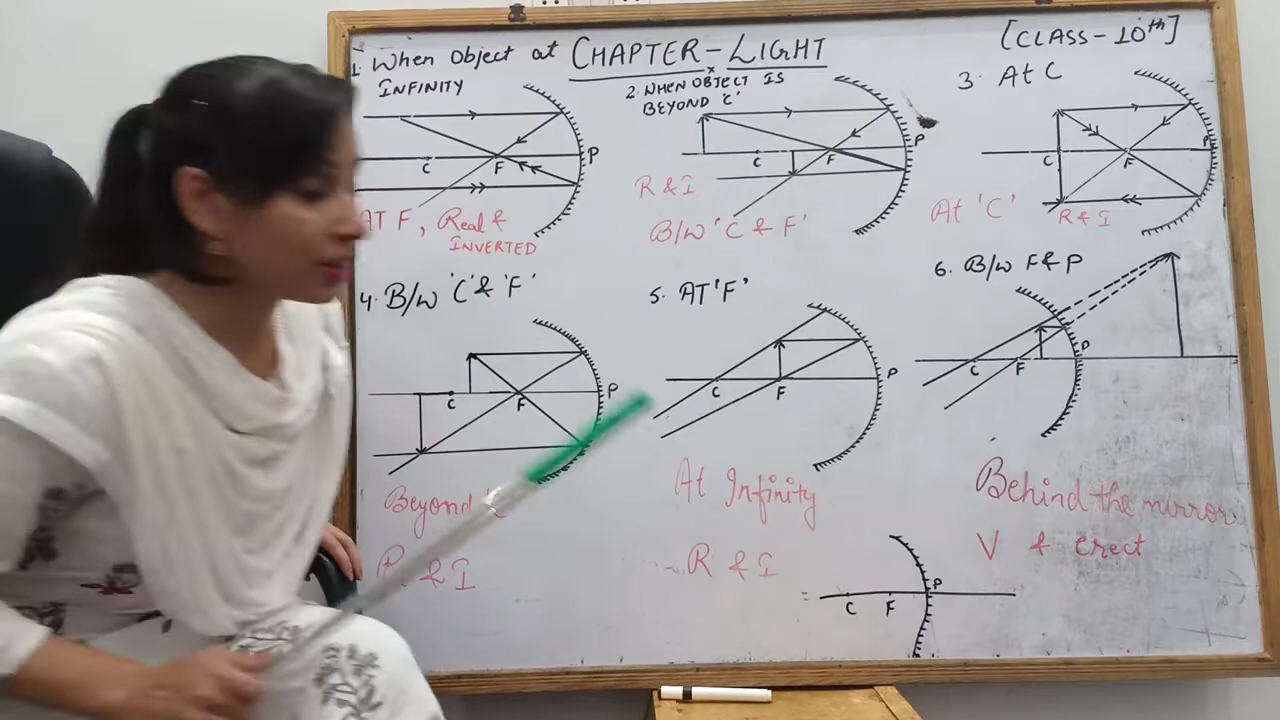 1. When Object at
INFINITY
CHAPTER-LIGHT
[CLASS-10th]
2. WHEN OBJECT IS
BEYOND 'C'
3. At C
C F P
C F P
C F P
AT F, Real &
INVERTED
R & I
B/W 'C & F'
At 'C'
R & I
4. B/W 'C' & 'F'
5. AT 'F'
6. B/w F & P
C F P
C F P
C F P
Beyond
& I
At Infinity
R & I
Behind the mirror
V & erect
C F P